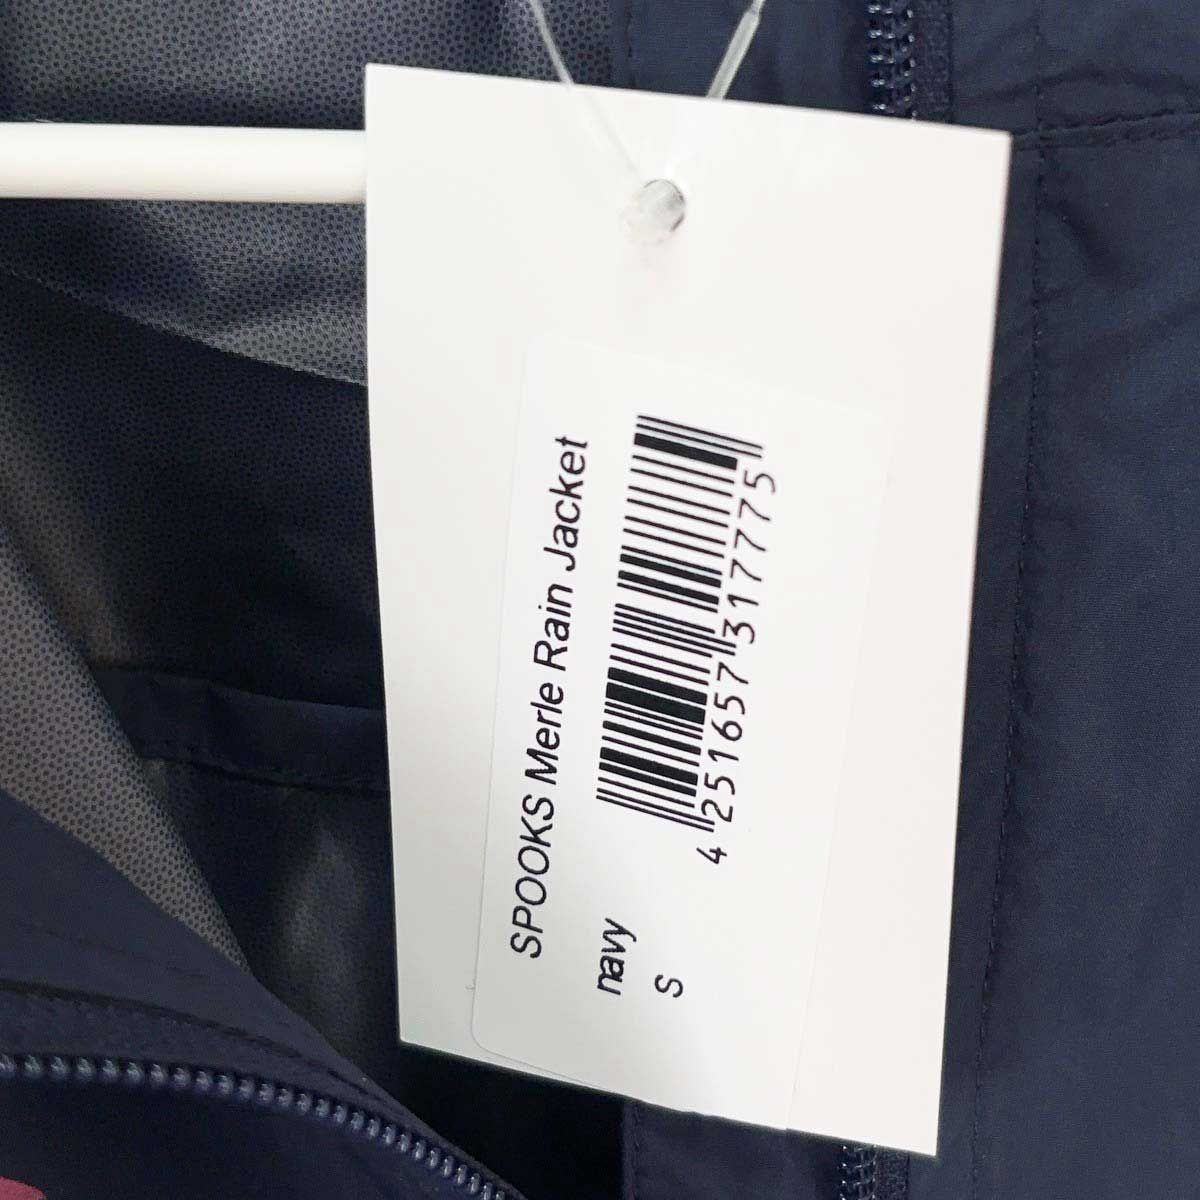 SPOOKS Merle Rain Jacket
4 251657 317775
navy
S